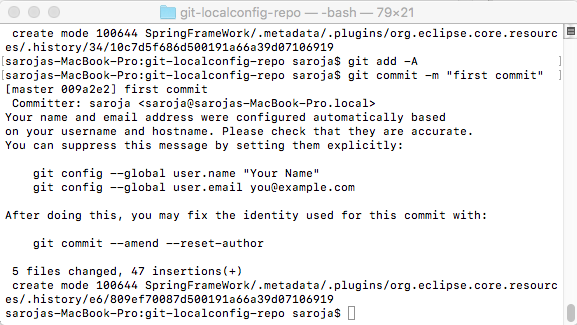 git-localconfig-repo — -bash — 79×21
create mode 100644 SpringFrameWork/.metadata/.plugins/org.eclipse.core.resourc
es/.history/34/10c7d5f686d500191a66a39d07106919
[sarojas-MacBook-Pro:git-localconfig-repo saroja$ git add -A ]
[sarojas-MacBook-Pro:git-localconfig-repo saroja$ git commit -m "first commit" ]
[master 009a2e2] first commit
Committer: saroja <saroja@sarojas-MacBook-Pro.local>
Your name and email address were configured automatically based
on your username and hostname. Please check that they are accurate.
You can suppress this message by setting them explicitly:
git config --global user.name "Your Name"
git config --global user.email you@example.com
After doing this, you may fix the identity used for this commit with:
git commit --amend --reset-author
5 files changed, 47 insertions(+)
create mode 100644 SpringFrameWork/.metadata/.plugins/org.eclipse.core.resourc
es/.history/e6/809ef70087d500191a66a39d07106919
sarojas-MacBook-Pro:git-localconfig-repo saroja$